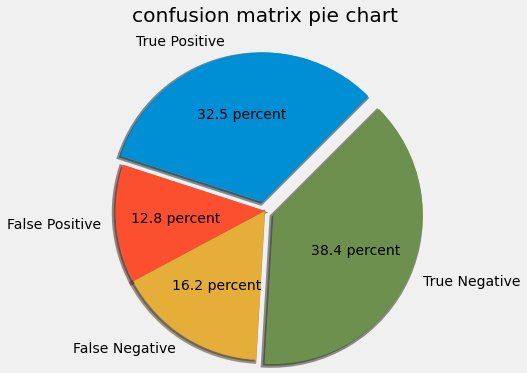 confusion matrix pie chart
True Positive
32.5 percent
False Positive
12.8 percent
38.4 percent
16.2 percent
True Negative
False Negative